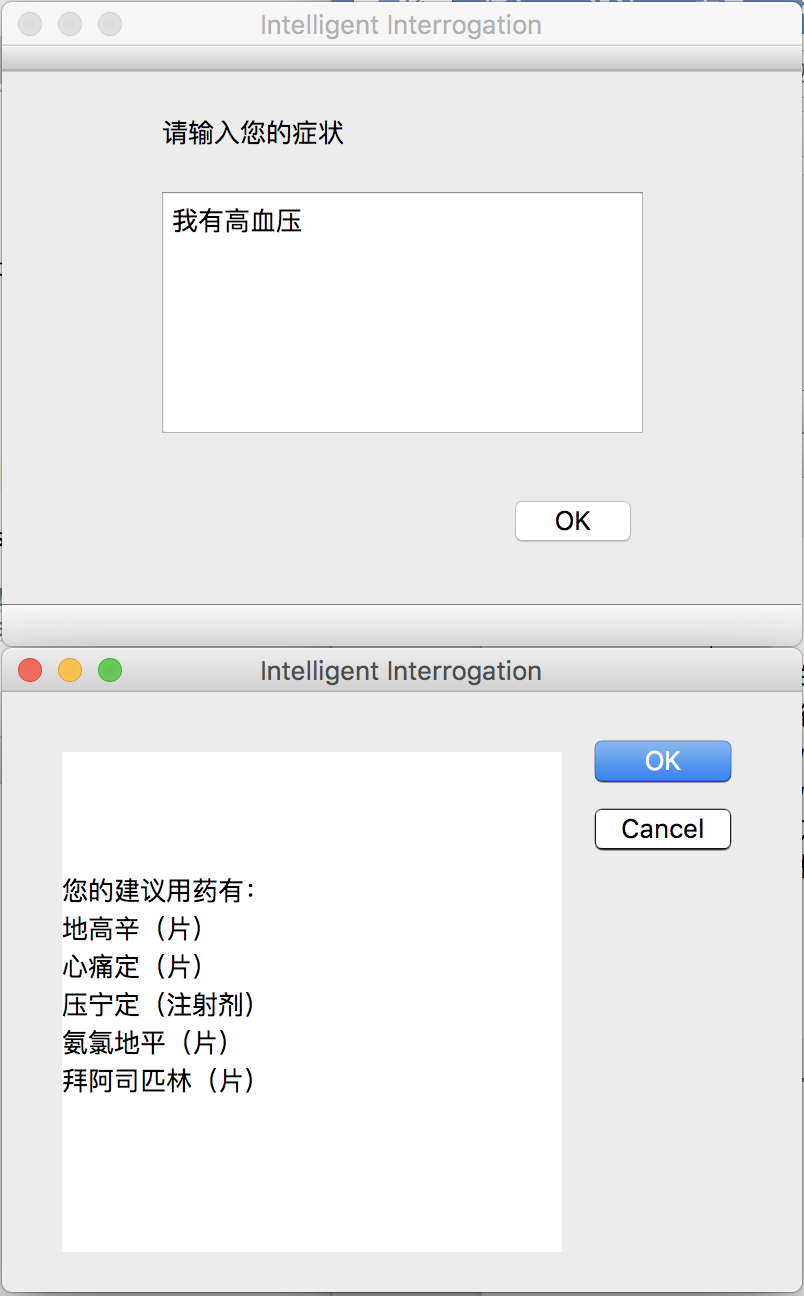 Intelligent Interrogation
请输入您的症状
我有高血压
OK
Intelligent Interrogation
OK
Cancel
您的建议用药有：
地高辛（片）
心痛定（片）
压宁定（注射剂）
氨氯地平（片）
拜阿司匹林（片）